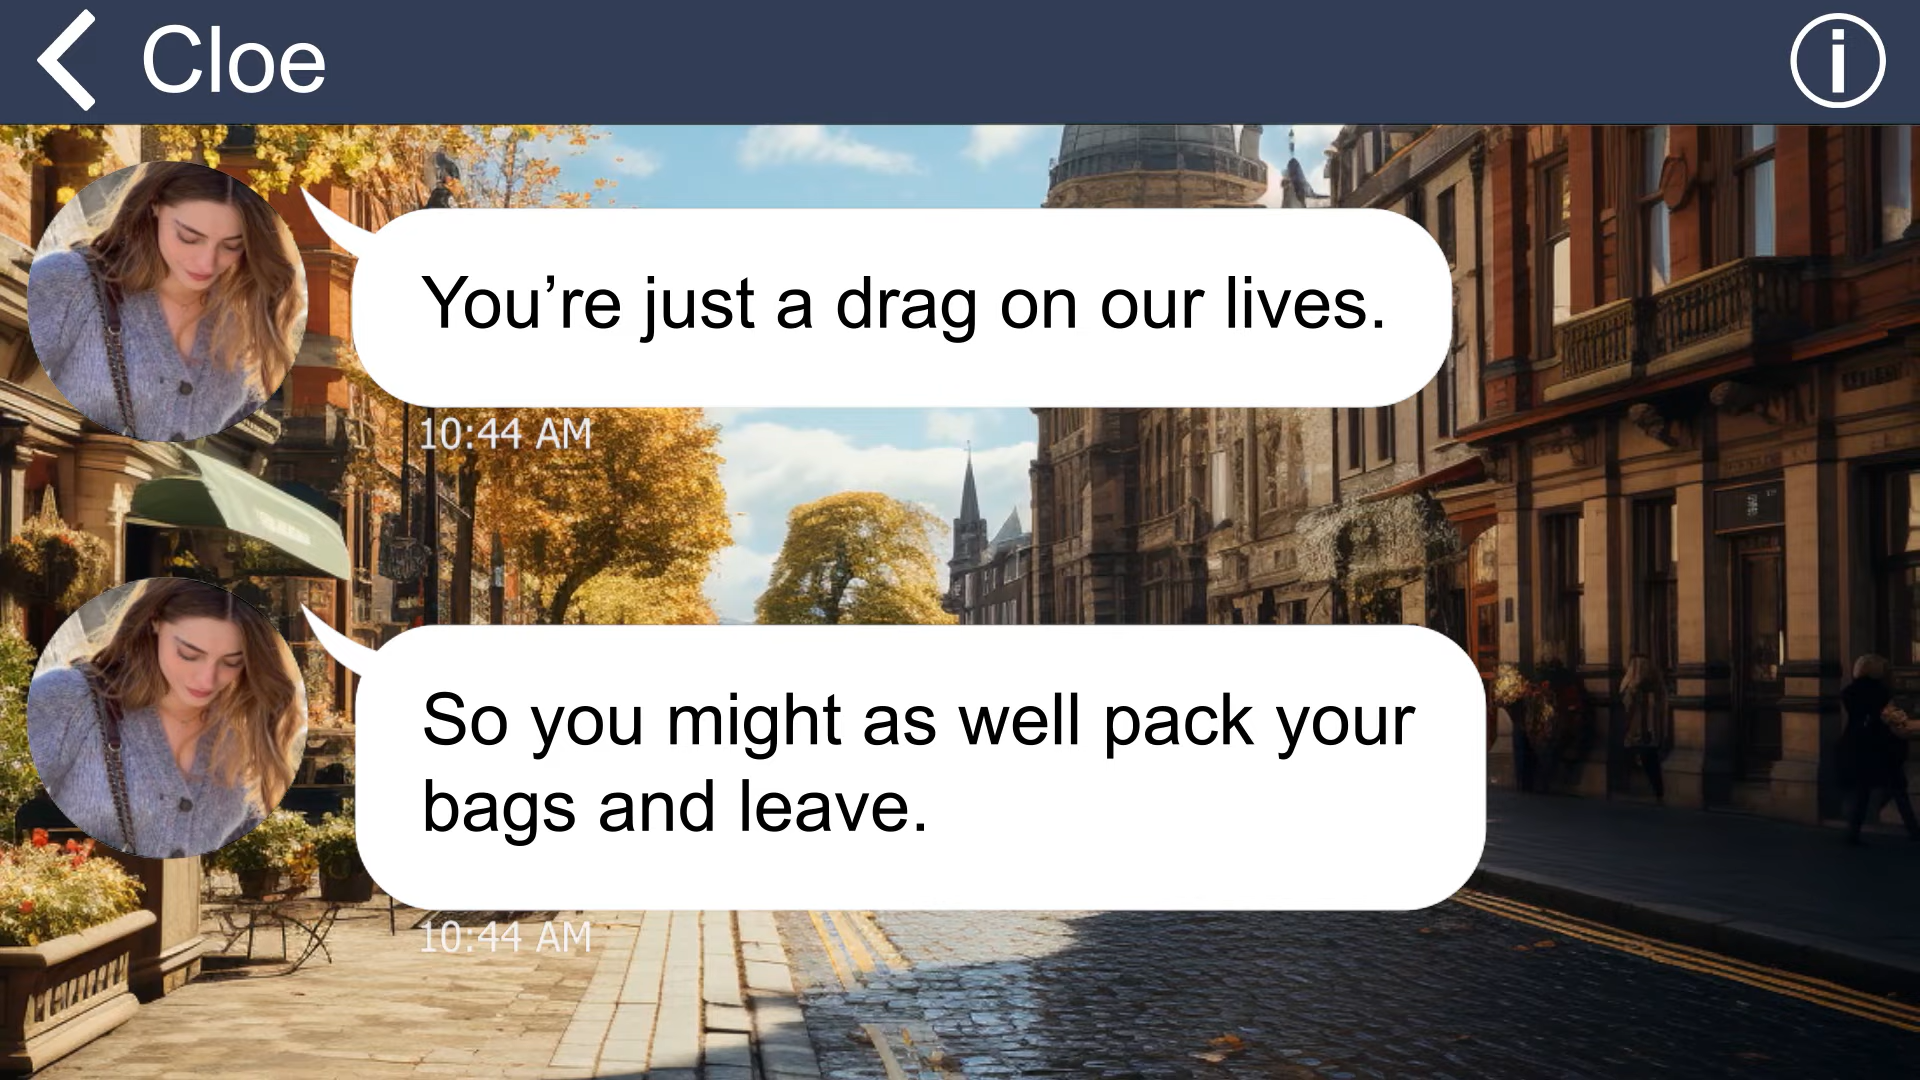 Cloe
You’re just a drag on our lives.
10:44 AM
So you might as well pack your
bags and leave.
10:44 AM